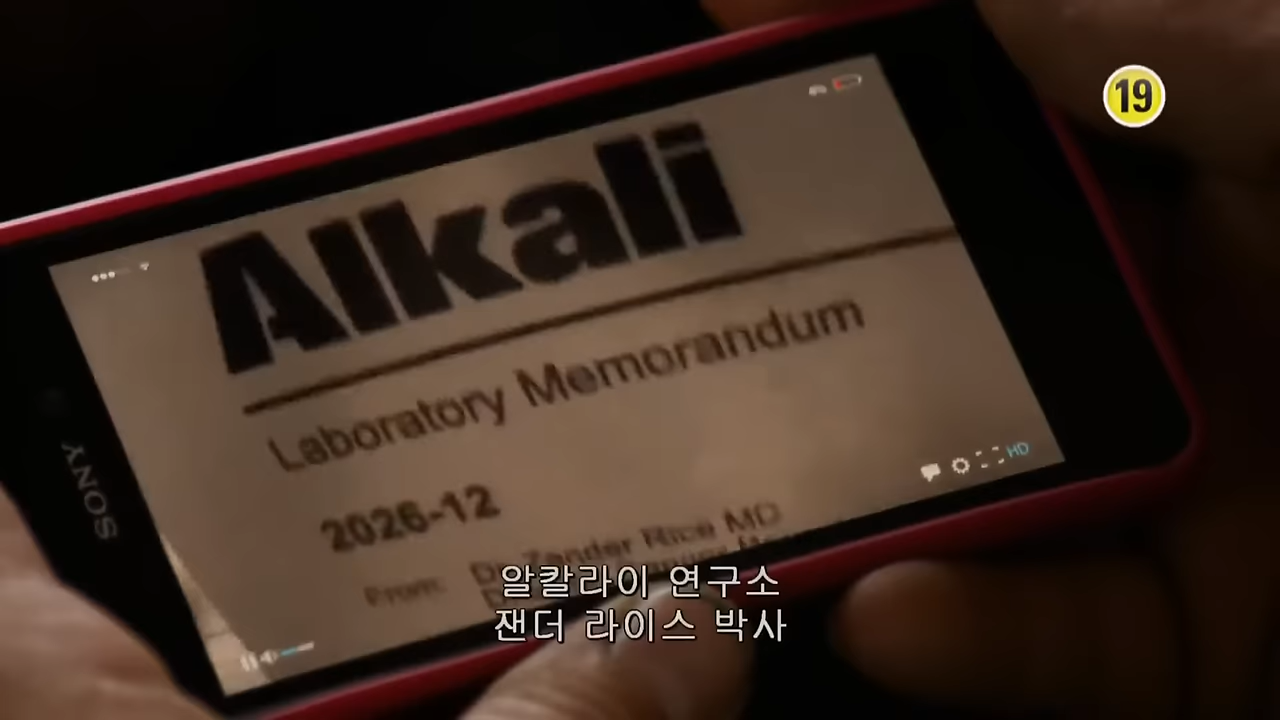 19
Alkali
Laboratory Memorandum
2026-12
From: Dr. Zander Rice MD
HD
SONY
알칼라이 연구소
잰더 라이스 박사